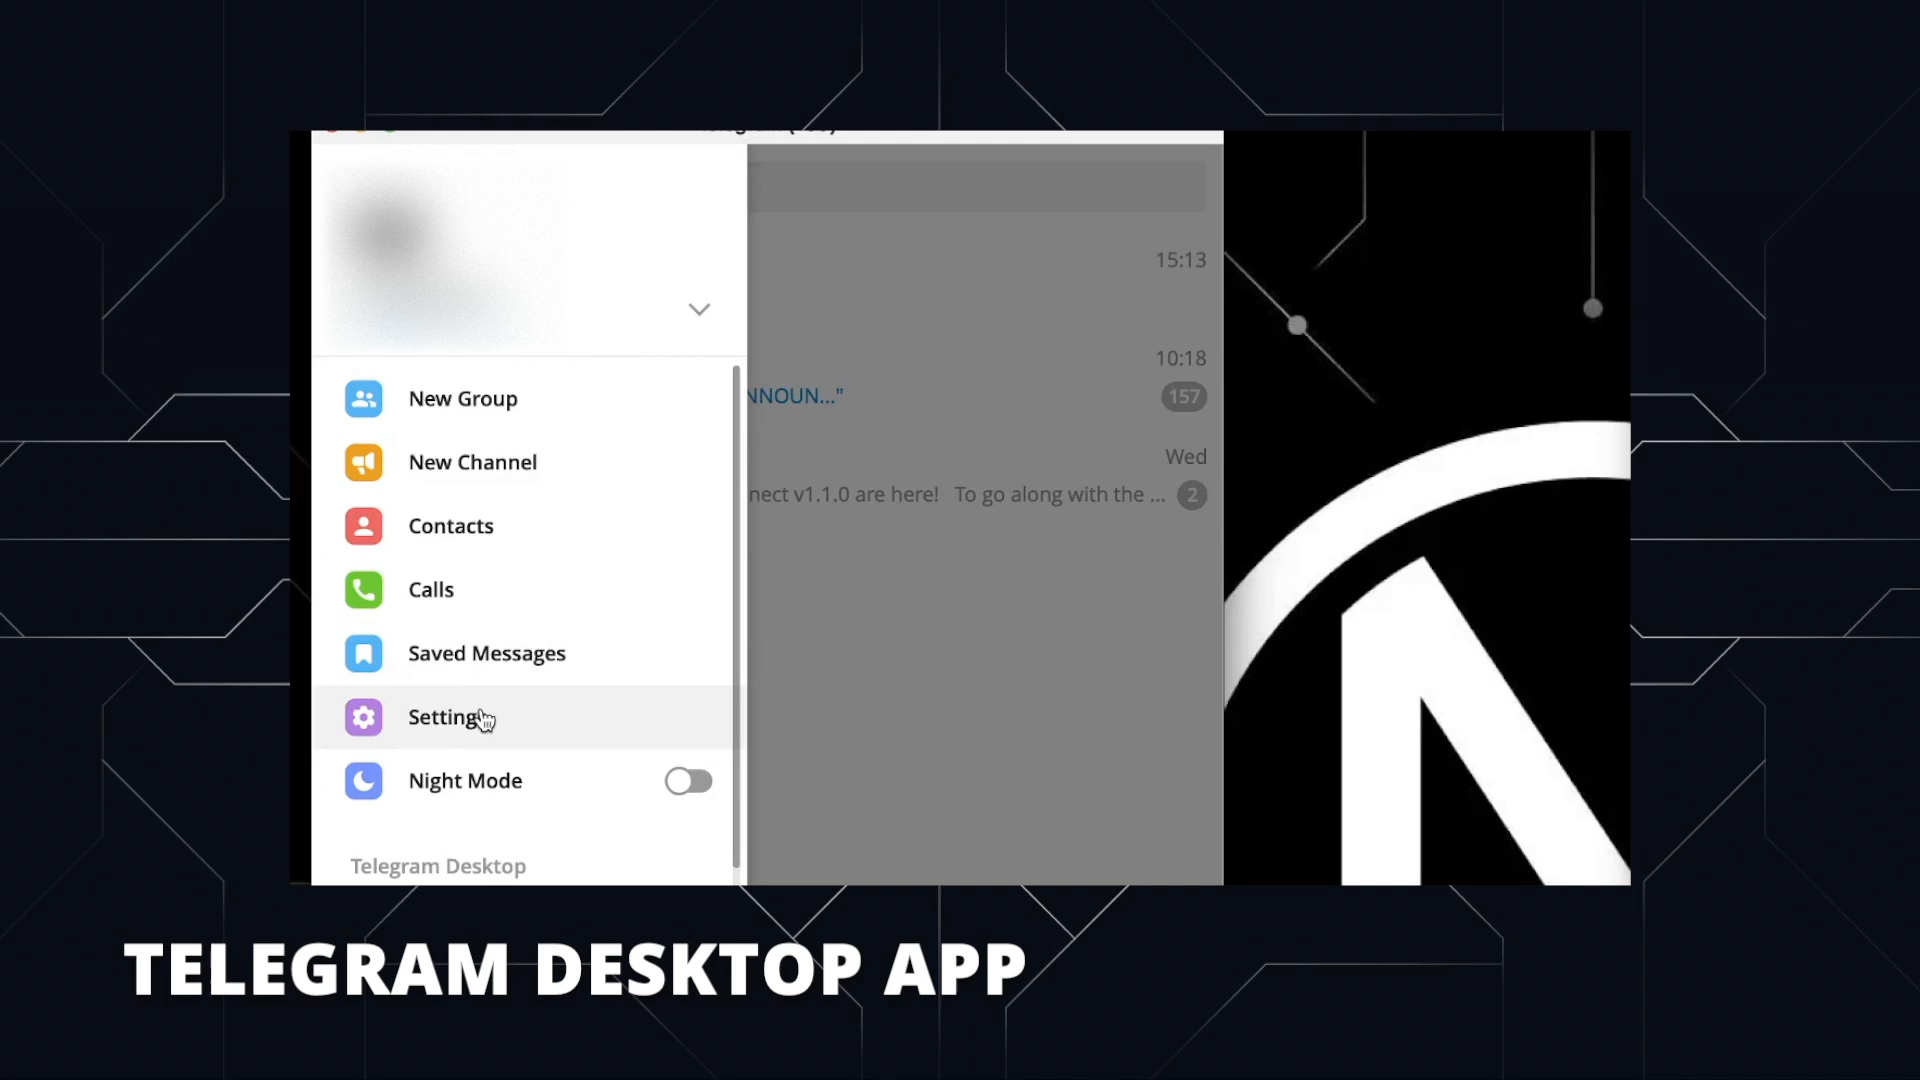 15:13
10:18
NNOUN..."
157
Wed
nect v1.1.0 are here! To go along with the ...
2
New Group
New Channel
Contacts
Calls
Saved Messages
Setting
Night Mode
Telegram Desktop
TELEGRAM DESKTOP APP